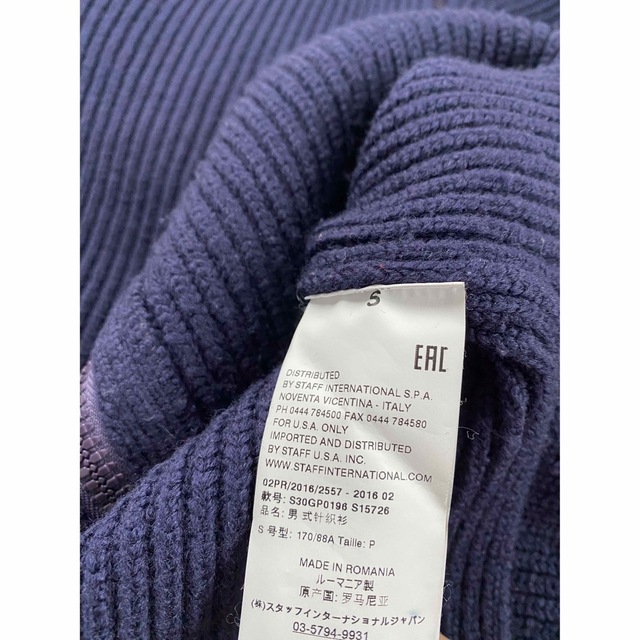 S
EAC
DISTRIBUTED
BY STAFF INTERNATIONAL S.P.A.
NOVENTA VICENTINA - ITALY
PH 0444 784500 FAX 0444 784580
FOR U.S.A. ONLY
IMPORTED AND DISTRIBUTED
BY STAFF U.S.A. INC.
WWW.STAFFINTERNATIONAL.COM
02PR/2016/2557 - 2016 02
款号: S30GP0196 S15726
品名: 男式针织衫
S 号型: 170/88A Taille: P
MADE IN ROMANIA
ルーマニア製
原产国: 罗马尼亚
(株)スタッフインターナショナルジャパン
03-5794-9931